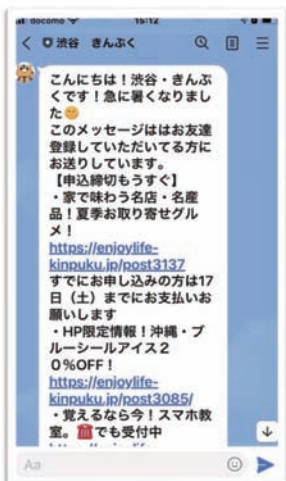 docomo 15:12
渋谷 きんぷく
こんにちは！渋谷・きんぷ
くです！急に暑くなりまし
た
このメッセージははお友達
登録していただいてる方に
お送りしています。
【申込締切もうすぐ】
・家で味わう名店・名産
品！夏季お取り寄せグル
メ！
https://enjoylife-
kinpuku.jp/post3137
すでにお申し込みの方は17
日（土）までにお支払いお
願いします
・HP限定情報！沖縄・ブ
ルーシールアイス２
０％OFF！
https://enjoylife-
kinpuku.jp/post3085/
・覚えるなら今！スマホ教
室。☎でも受付中
Aa